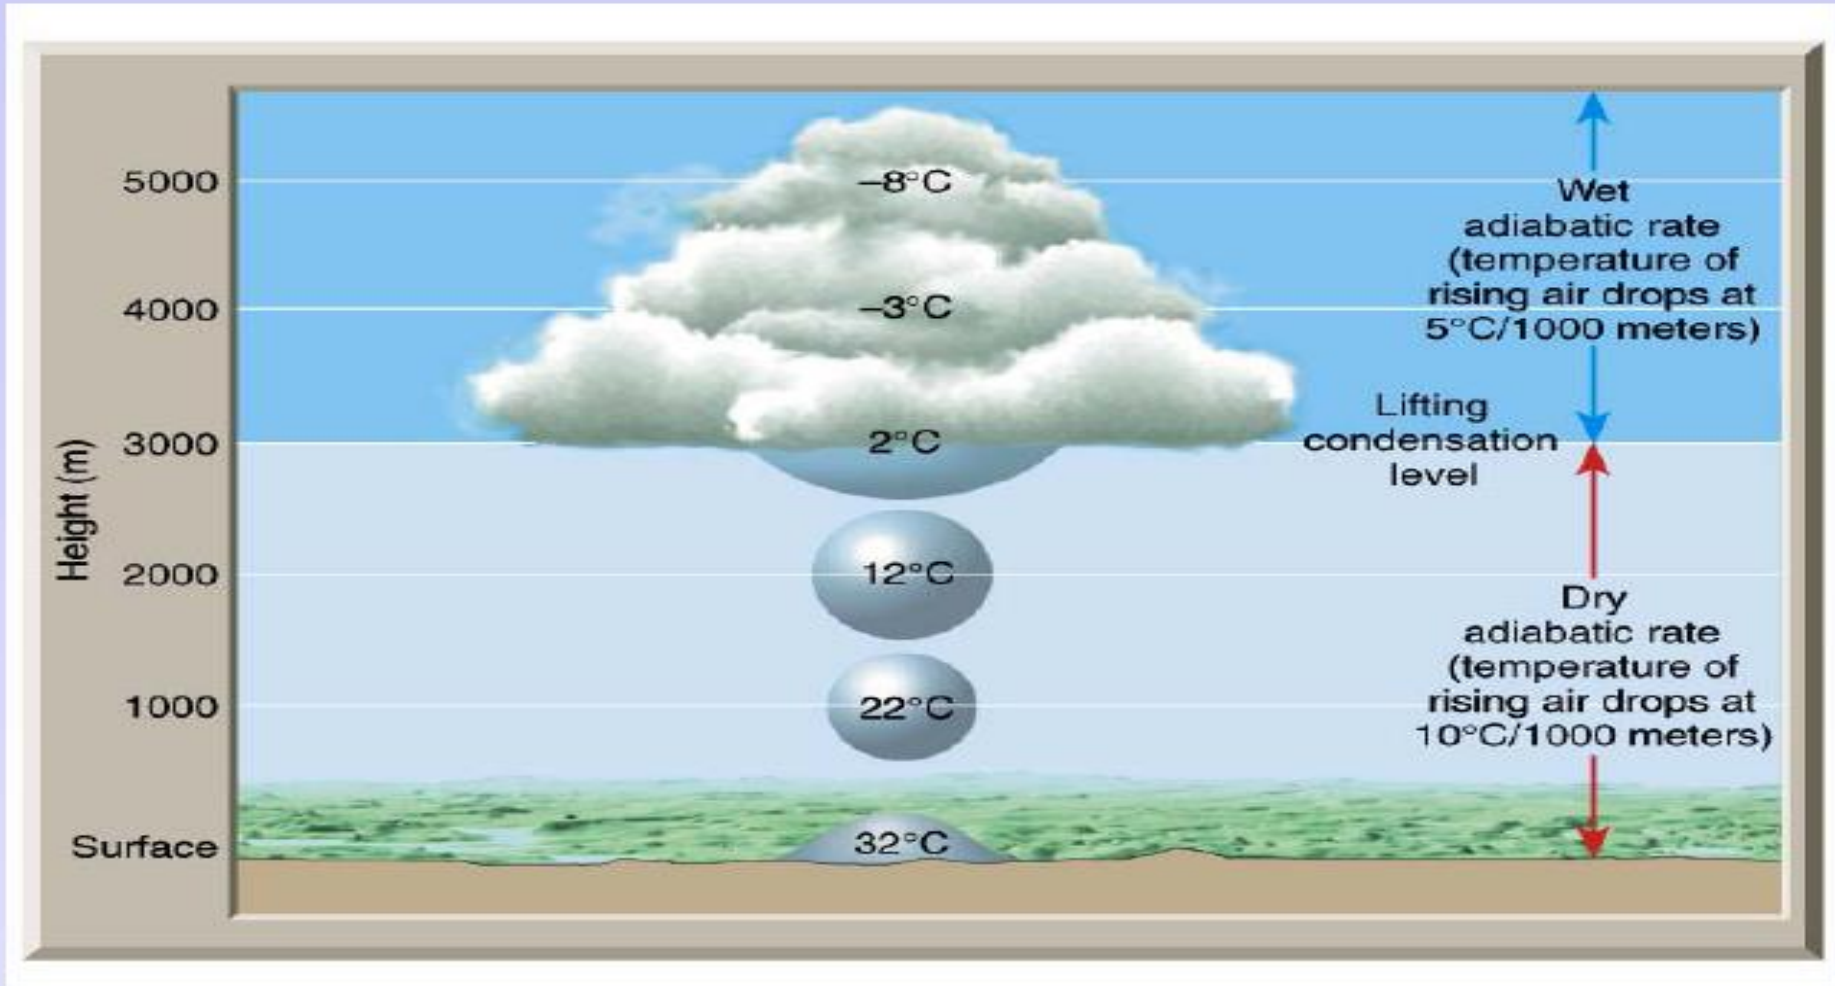 5000
–8°C
Wet
adiabatic rate
(temperature of
rising air drops at
5°C/1000 meters)
4000
–3°C
Lifting
condensation
level
3000
2°C
Height (m)
2000
12°C
Dry
adiabatic rate
(temperature of
rising air drops at
10°C/1000 meters)
1000
22°C
Surface
32°C